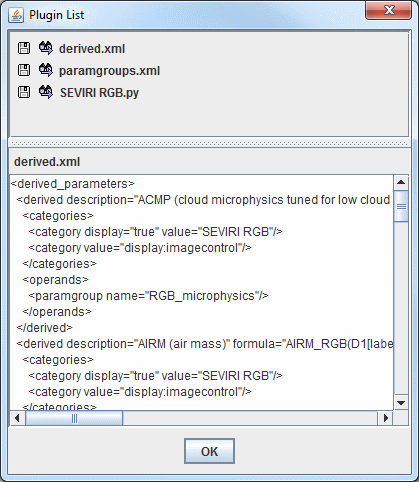 Plugin List
derived.xml
paramgroups.xml
SEVIRI RGB.py
derived.xml
<derived_parameters>
<derived description="ACMP (cloud microphysics tuned for low cloud
<categories>
<category display="true" value="SEVIRI RGB"/>
<category value="display:imagecontrol"/>
</categories>
<operands>
<paramgroup name="RGB_microphysics"/>
</operands>
</derived>
<derived description="AIRM (air mass)" formula="AIRM_RGB(D1[labe
<categories>
<category display="true" value="SEVIRI RGB"/>
<category value="display:imagecontrol"/>
</categories>
OK